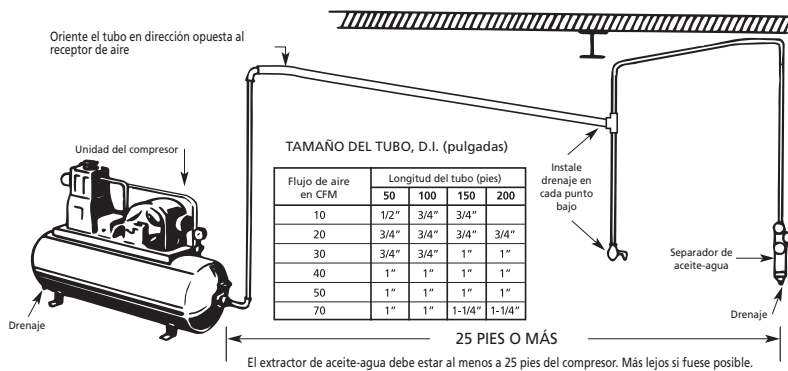 Oriente el tubo en dirección opuesta al
receptor de aire
Unidad del compresor
TAMAÑO DEL TUBO, D.I. (pulgadas)
Flujo de aire
en CFM
Longitud del tubo (pies)
50 100 150 200
10 1/2" 3/4" 3/4"
20 3/4" 3/4" 3/4" 3/4"
30 3/4" 3/4" 1" 1"
40 1" 1" 1" 1"
50 1" 1" 1" 1"
70 1" 1" 1-1/4" 1-1/4"
Instale
drenaje en
cada punto
bajo
Separador de
aceite-agua
Drenaje
Drenaje
25 PIES O MÁS
El extractor de aceite-agua debe estar al menos a 25 pies del compresor. Más lejos si fuese posible.